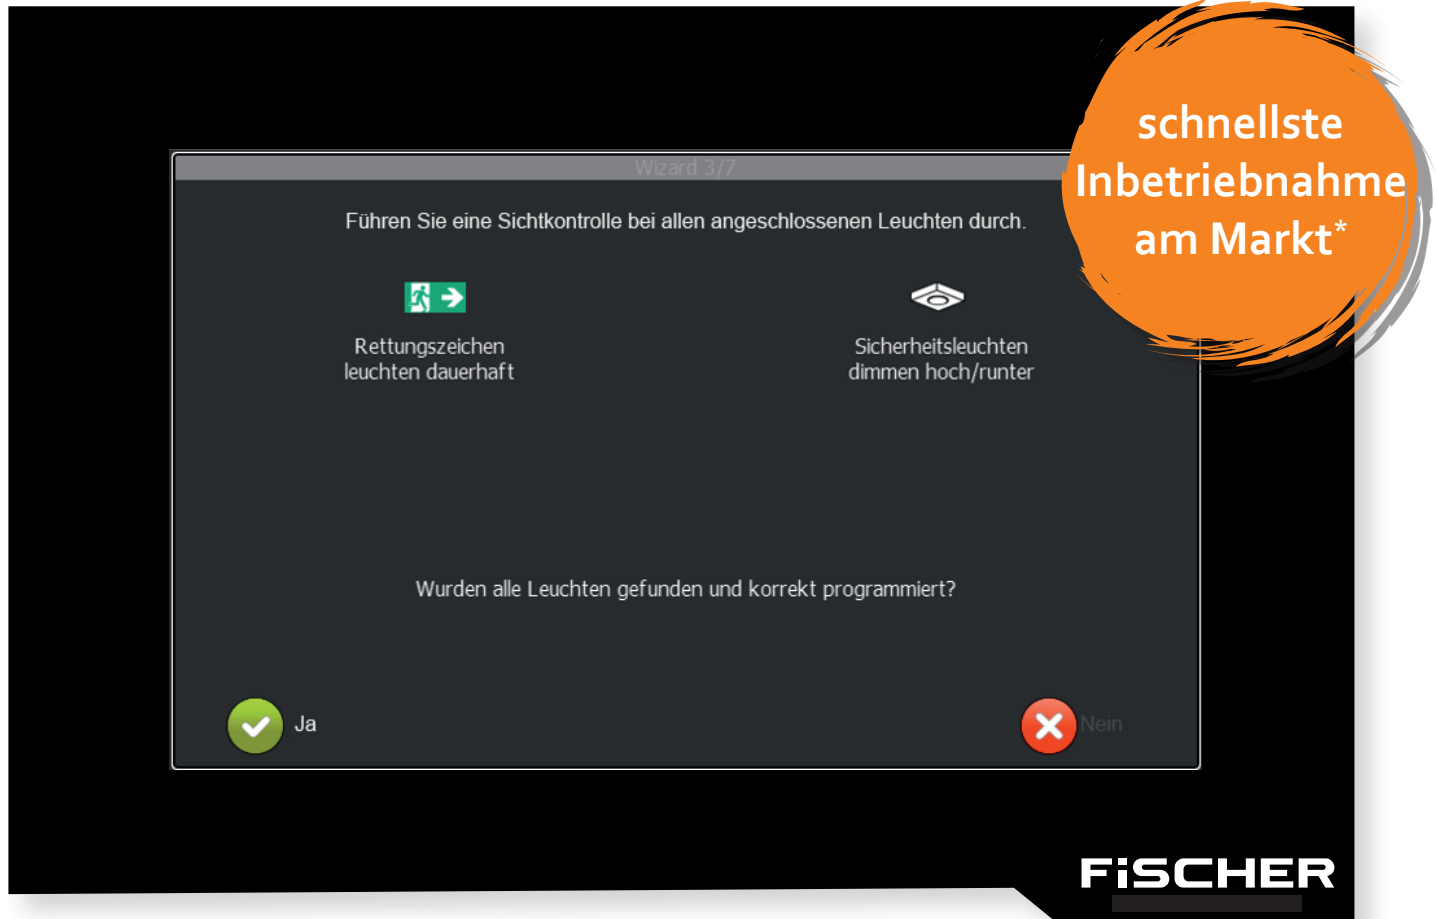 schnellste
Inbetriebnahme
am Markt*
Wizard 3/7
Führen Sie eine Sichtkontrolle bei allen angeschlossenen Leuchten durch.
Rettungszeichen
leuchten dauerhaft
Sicherheitsleuchten
dimmen hoch/runter
Wurden alle Leuchten gefunden und korrekt programmiert?
Ja
Nein
FiSCHER